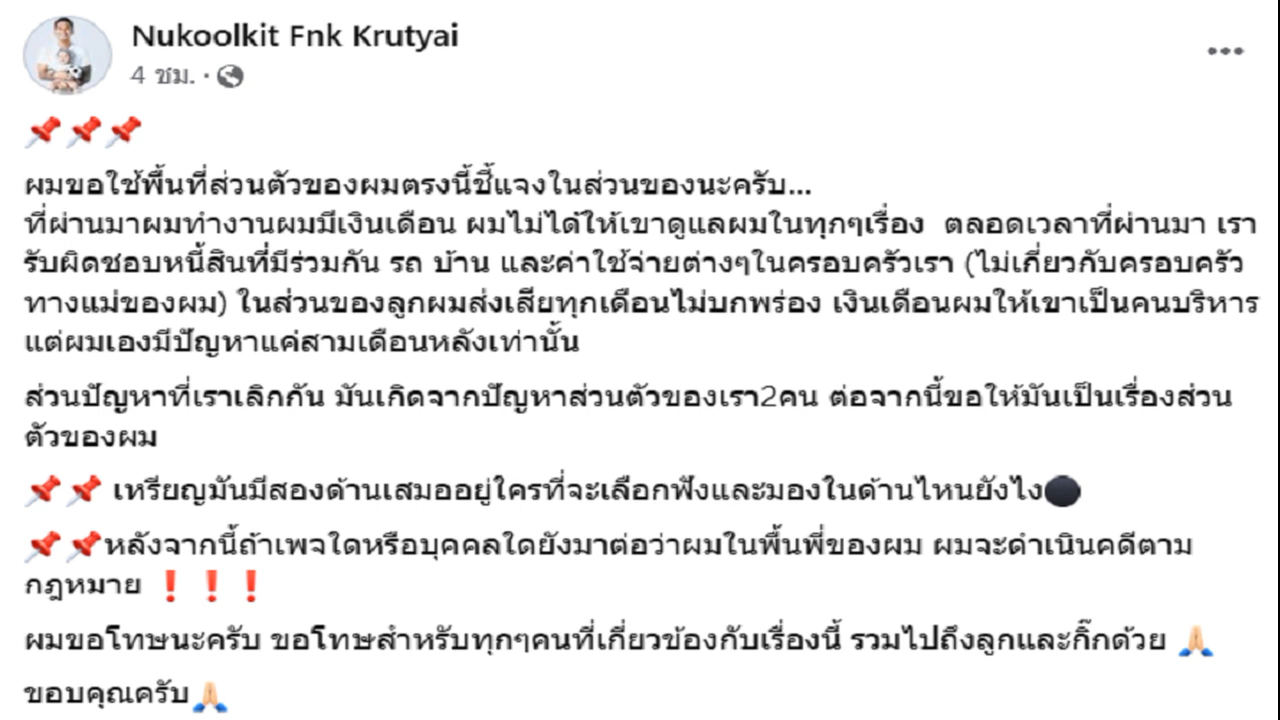 Nukoolkit Fnk Krutyai
4 ชม. ·
ผมขอใช้พื้นที่ส่วนตัวของผมตรงนี้ชี้แจงในส่วนของนะครับ...
ที่ผ่านมาผมทำงานผมมีเงินเดือน ผมไม่ได้ให้เขาดูแลผมในทุกๆเรื่อง ตลอดเวลาที่ผ่านมา เรา
รับผิดชอบหนี้สินที่มีร่วมกัน รถ บ้าน และค่าใช้จ่ายต่างๆในครอบครัวเรา (ไม่เกี่ยวกับครอบครัว
ทางแม่ของผม) ในส่วนของลูกผมส่งเสียทุกเดือนไม่บกพร่อง เงินเดือนผมให้เขาเป็นคนบริหาร
แต่ผมเองมีปัญหาแค่สามเดือนหลังเท่านั้น
ส่วนปัญหาที่เราเลิกกัน มันเกิดจากปัญหาส่วนตัวของเรา2คน ต่อจากนี้ขอให้มันเป็นเรื่องส่วน
ตัวของผม
📌📌 เหรียญมันมีสองด้านเสมออยู่ใครที่จะเลือกฟังและมองในด้านไหนยังไง🌑
📌📌หลังจากนี้ถ้าเพจใดหรือบุคคลใดยังมาต่อว่าผมในพื้นพี่ของผม ผมจะดำเนินคดีตาม
กฎหมาย ❗❗❗
ผมขอโทษนะครับ ขอโทษสำหรับทุกๆคนที่เกี่ยวข้องกับเรื่องนี้ รวมไปถึงลูกและกิ๊กด้วย 🙏🏻
ขอบคุณครับ🙏🏻